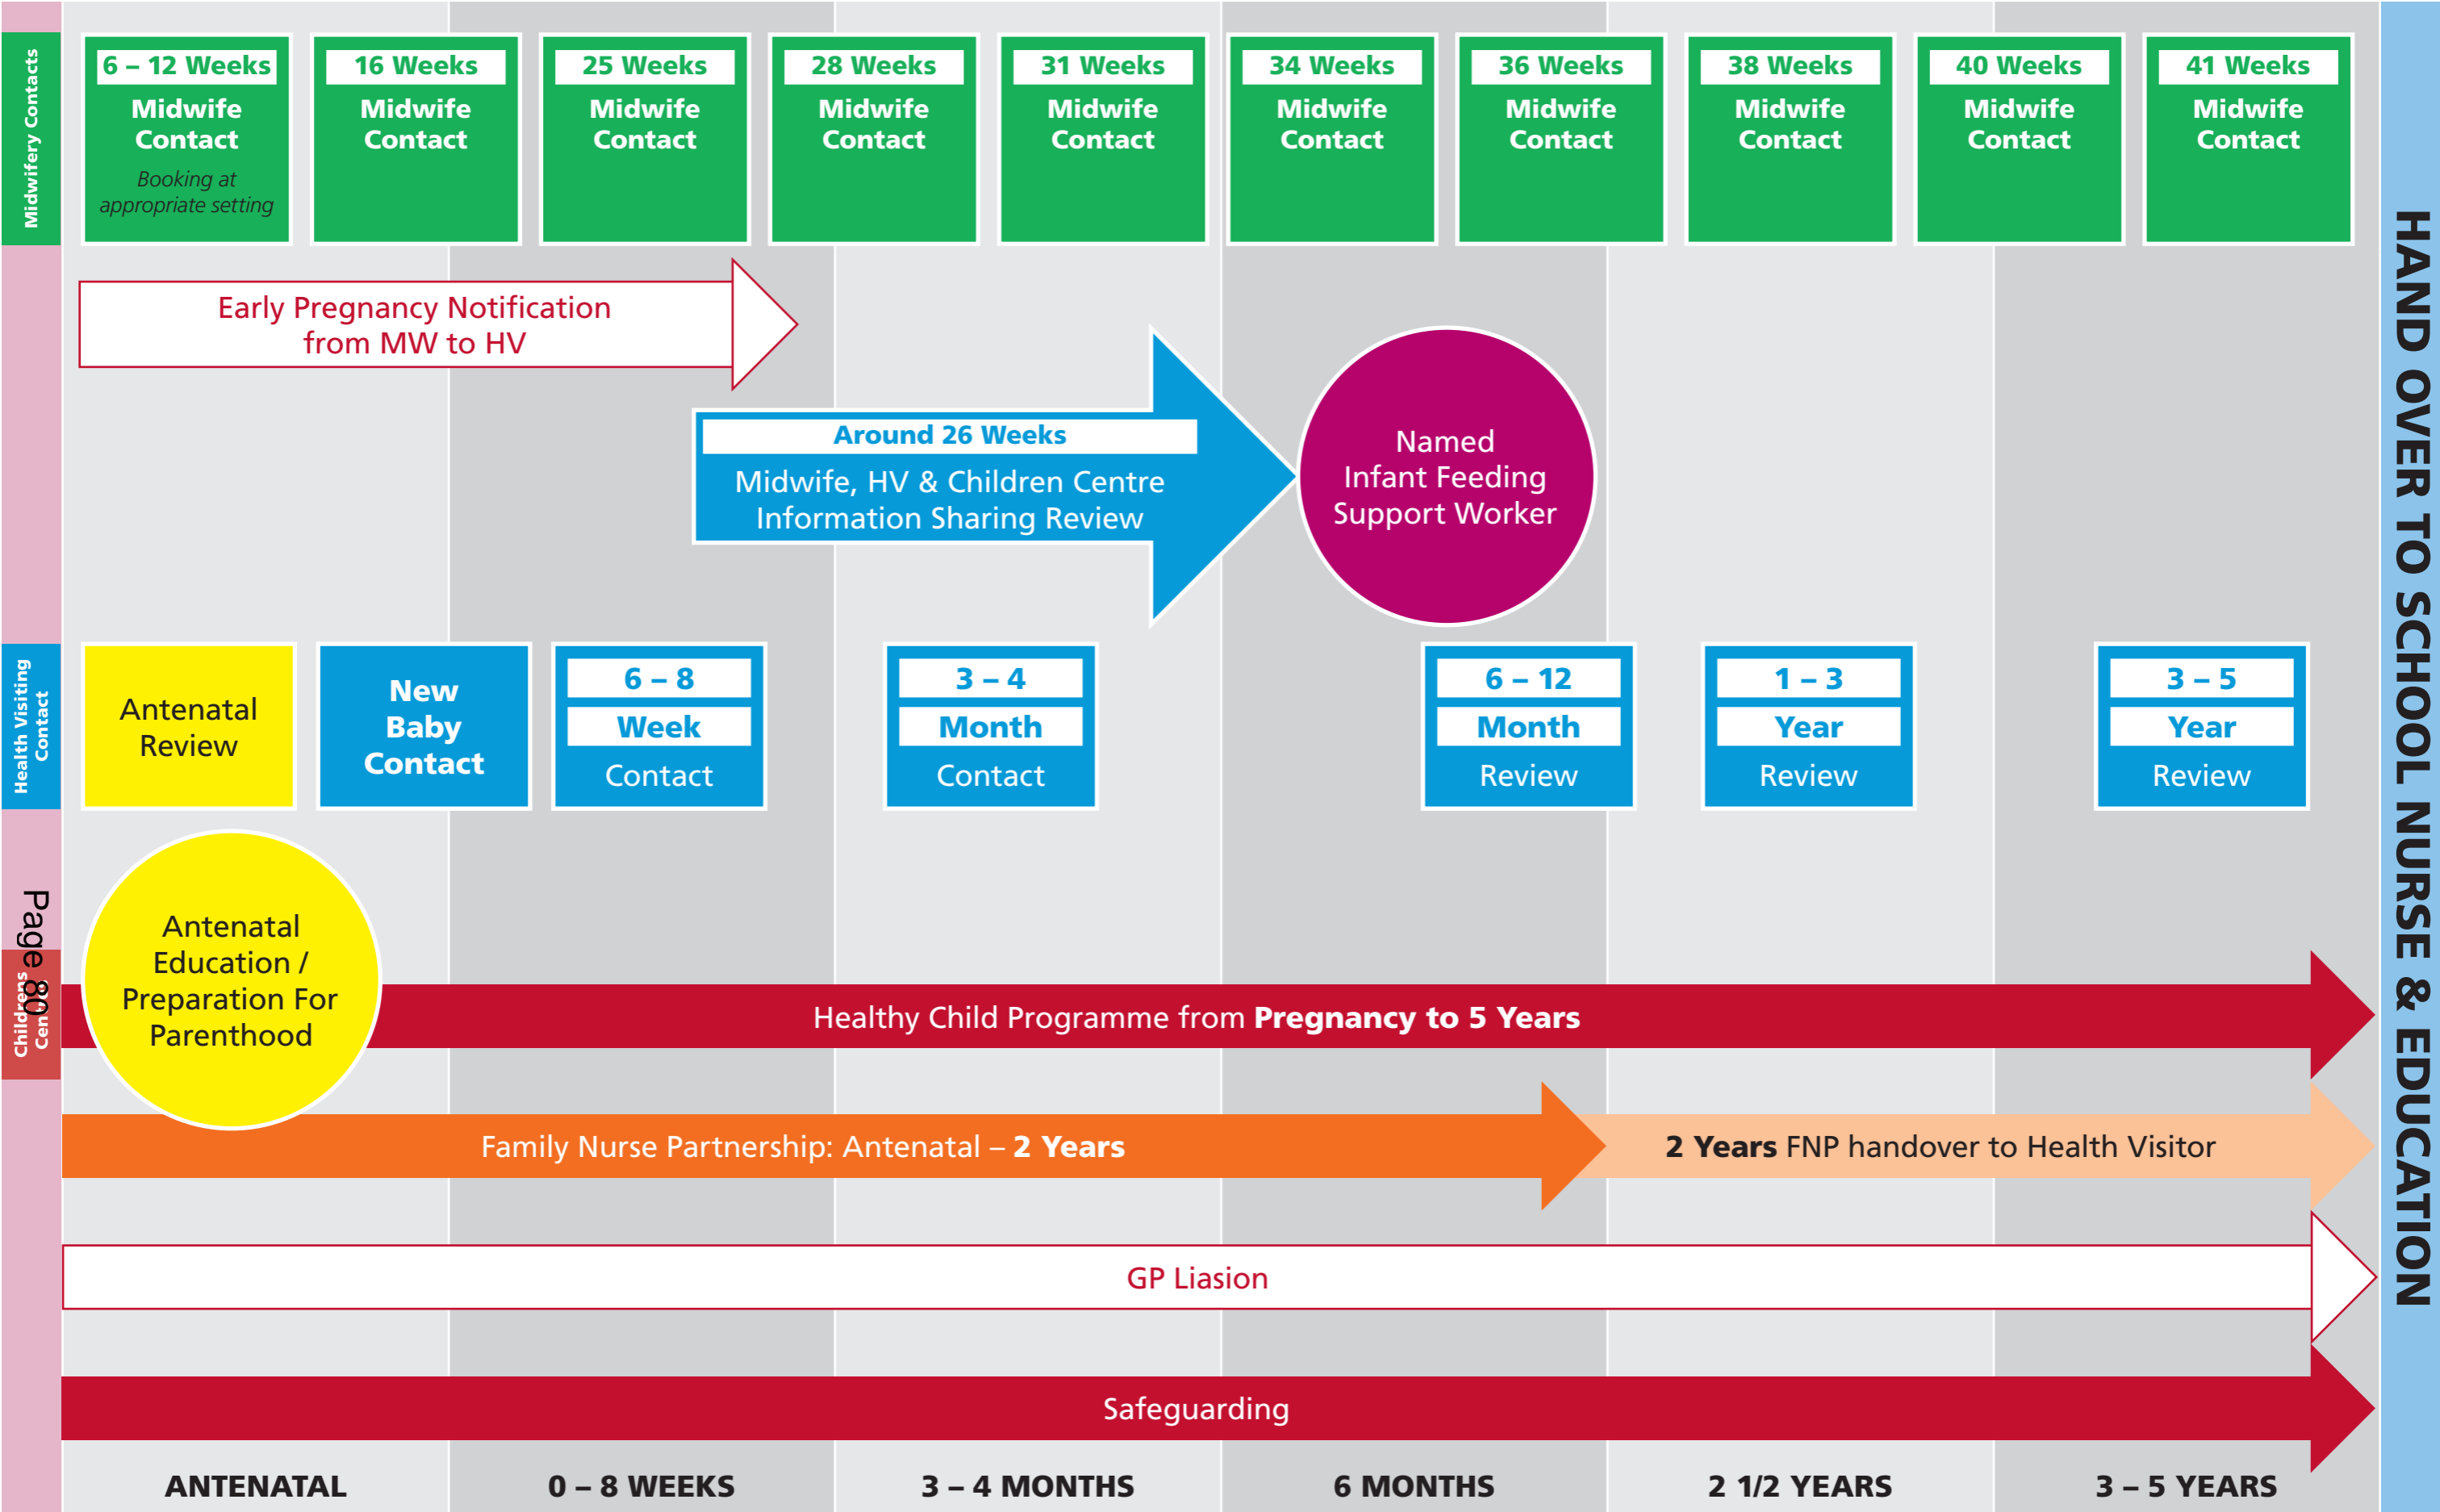 Midwifery Contacts
6 – 12 Weeks
Midwife
Contact
Booking at
appropriate setting
16 Weeks
Midwife
Contact
25 Weeks
Midwife
Contact
28 Weeks
Midwife
Contact
31 Weeks
Midwife
Contact
34 Weeks
Midwife
Contact
36 Weeks
Midwife
Contact
38 Weeks
Midwife
Contact
40 Weeks
Midwife
Contact
41 Weeks
Midwife
Contact
Early Pregnancy Notification
from MW to HV
Around 26 Weeks
Midwife, HV & Children Centre
Information Sharing Review
Named
Infant Feeding
Support Worker
Health Visiting
Contact
Antenatal
Review
New
Baby
Contact
6 – 8
Week
Contact
3 – 4
Month
Contact
6 – 12
Month
Review
1 – 3
Year
Review
3 – 5
Year
Review
Page 80
Childrens
Antenatal
Education /
Preparation For
Parenthood
Healthy Child Programme from Pregnancy to 5 Years
Family Nurse Partnership: Antenatal – 2 Years
2 Years FNP handover to Health Visitor
GP Liasion
Safeguarding
ANTENATAL
0 – 8 WEEKS
3 – 4 MONTHS
6 MONTHS
2 1/2 YEARS
3 – 5 YEARS
HAND OVER TO SCHOOL NURSE & EDUCATION